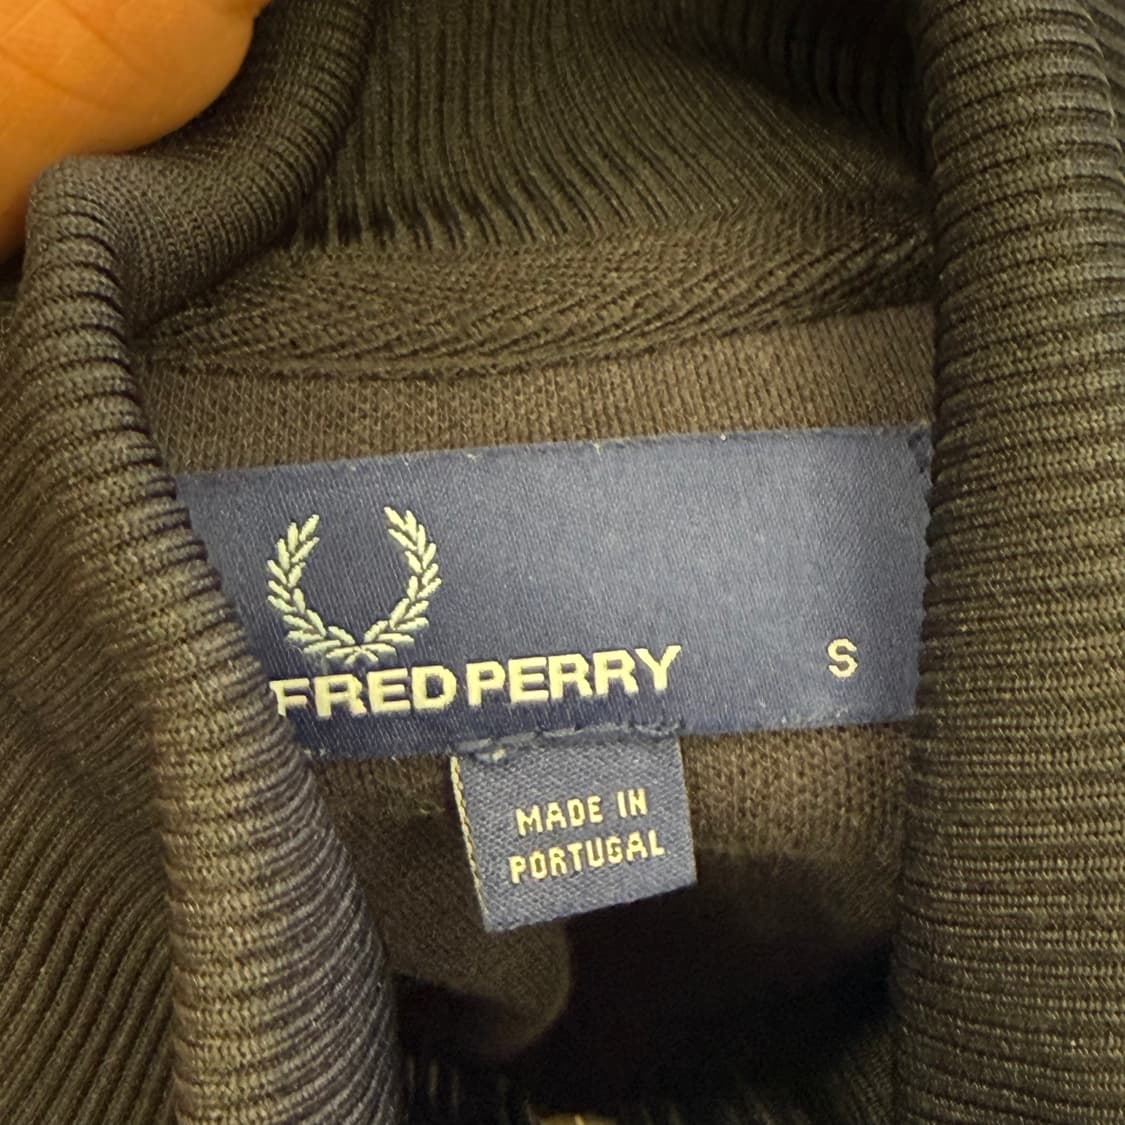 FRED PERRY
S
MADE IN
PORTUGAL